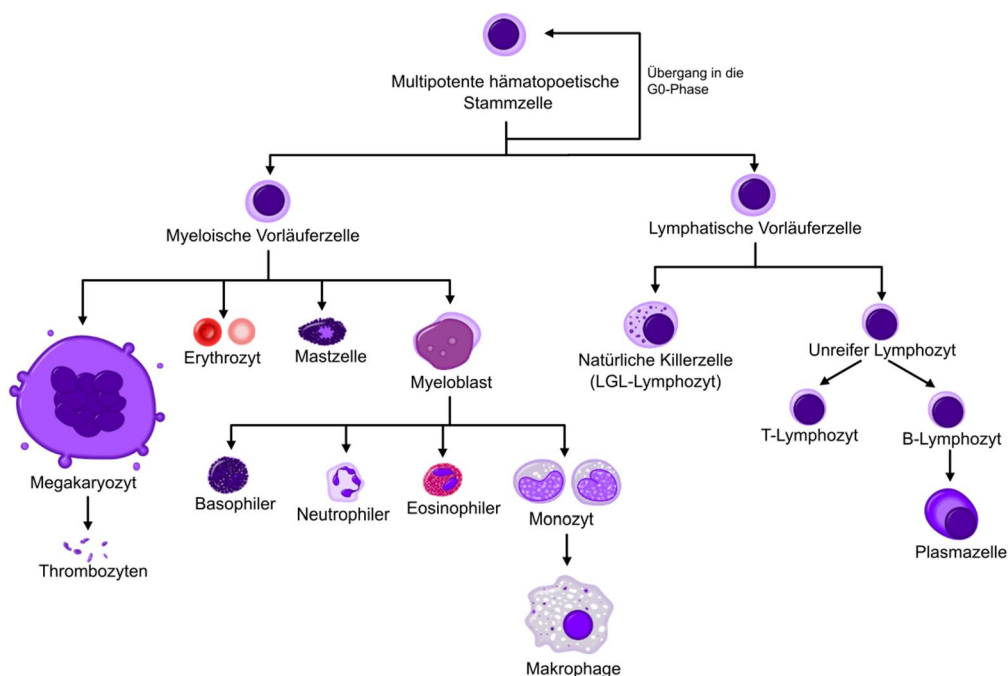 Übergang in die
G0-Phase
Multipotente hämatopoetische
Stammzelle
Myeloische Vorläuferzelle
Lymphatische Vorläuferzelle
Erythrozyt
Mastzelle
Myeloblast
Natürliche Killerzelle
(LGL-Lymphozyt)
Unreifer Lymphozyt
T-Lymphozyt
B-Lymphozyt
Megakaryozyt
Basophiler
Neutrophiler
Eosinophiler
Monozyt
Plasmazelle
Thrombozyten
Makrophage